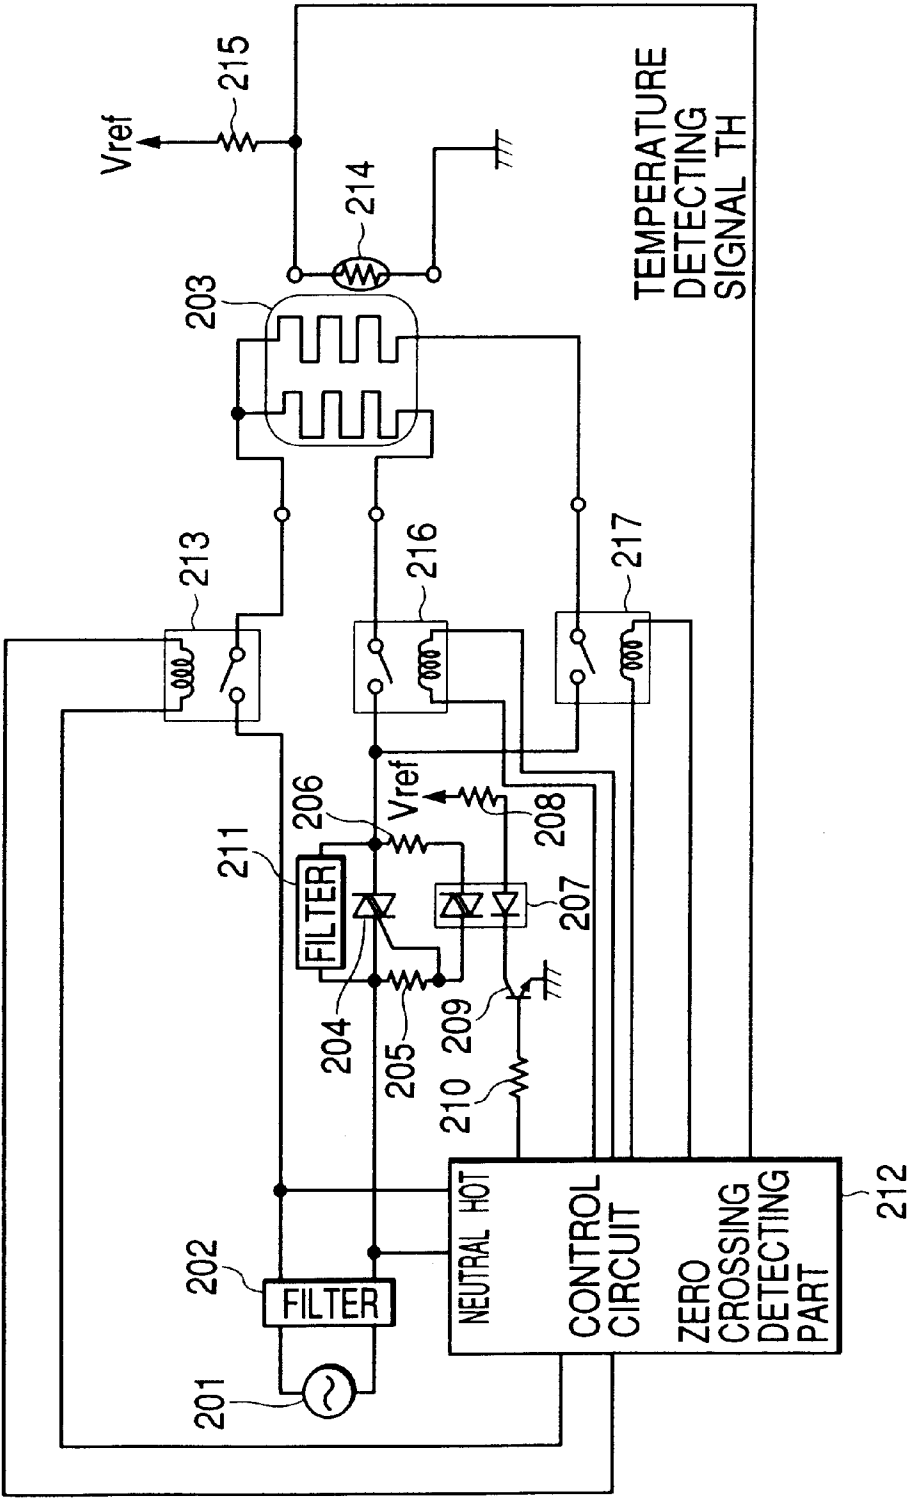 201
202
FILTER
NEUTRAL HOT
CONTROL
CIRCUIT
ZERO
CROSSING
DETECTING
PART
212
211
FILTER
204
205
206
Vref
207
208
209
210
213
216
217
203
214
215
Vref
TEMPERATURE
DETECTING
SIGNAL TH